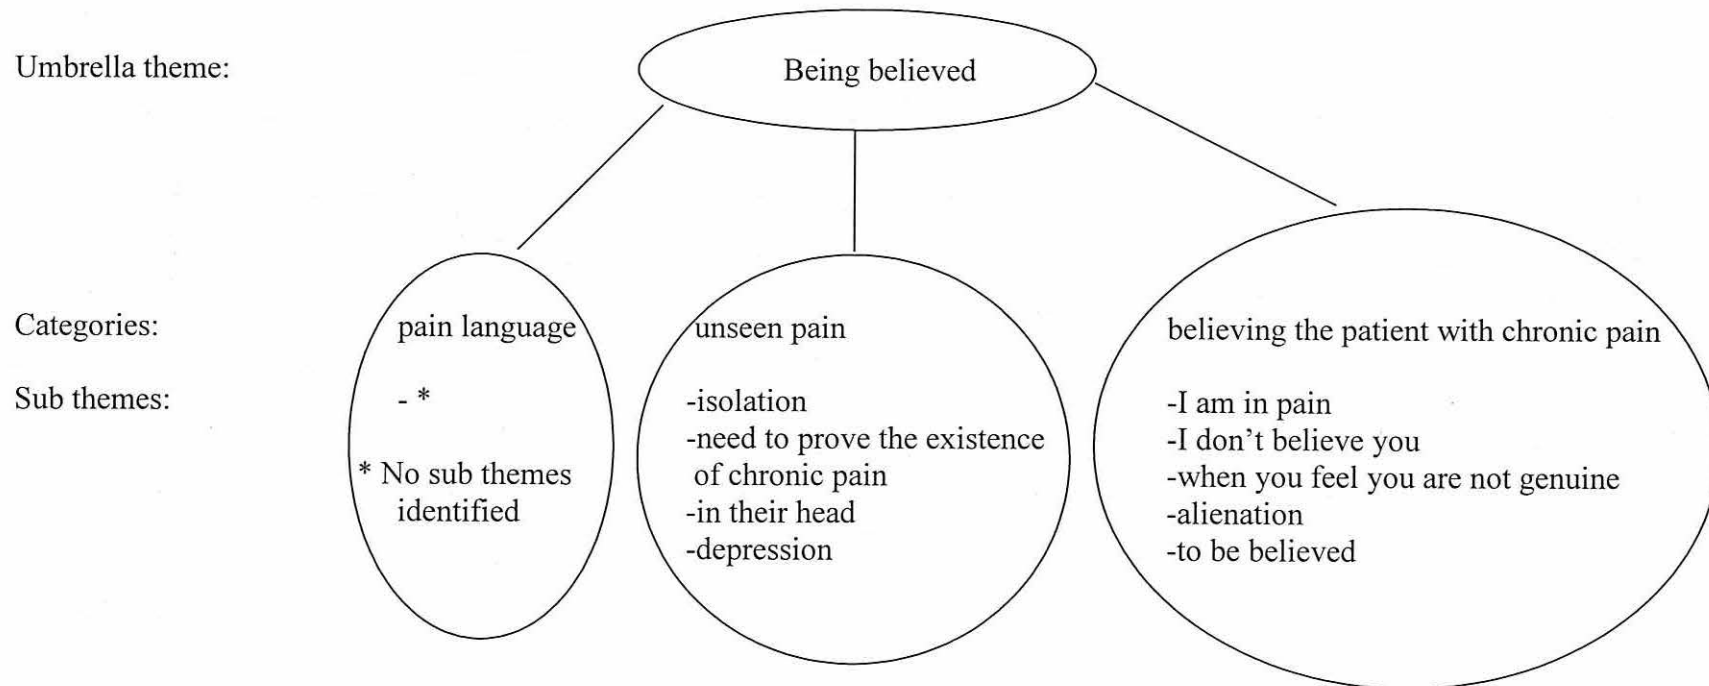 Umbrella theme:
Being believed
Categories:
pain language
unseen pain
believing the patient with chronic pain
Sub themes:
- *
* No sub themes
identified
-isolation
-need to prove the existence
of chronic pain
-in their head
-depression
-I am in pain
-I don’t believe you
-when you feel you are not genuine
-alienation
-to be believed